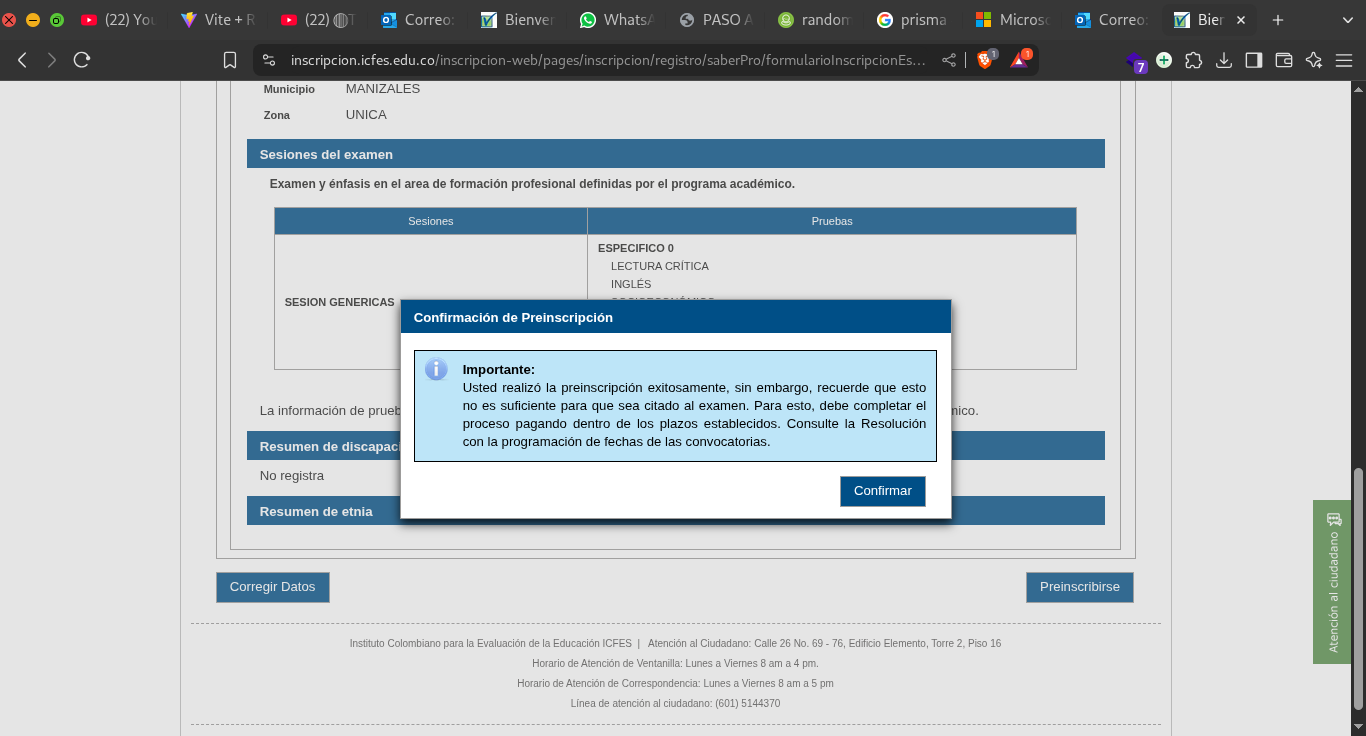 (22) You
Vite + R
(22)
Correo:
Bienven
WhatsA
PASO A
random
prisma
Microso
Correo:
Bien
inscripcion.icfes.edu.co/inscripcion-web/pages/inscripcion/registro/saberPro/formularioInscripcionEs...
1
1
7
Municipio MANIZALES
Zona UNICA
Sesiones del examen
Examen y énfasis en el area de formación profesional definidas por el programa académico.
Sesiones Pruebas
ESPECIFICO 0
LECTURA CRÍTICA
INGLÉS
SESION GENERICAS
Confirmación de Preinscripción
Importante:
Usted realizó la preinscripción exitosamente, sin embargo, recuerde que esto
no es suficiente para que sea citado al examen. Para esto, debe completar el
proceso pagando dentro de los plazos establecidos. Consulte la Resolución
con la programación de fechas de las convocatorias.
Confirmar
La información de prueb
mico.
Resumen de discapaci
No registra
Resumen de etnia
Corregir Datos
Preinscribirse
Atención al ciudadano
Instituto Colombiano para la Evaluación de la Educación ICFES | Atención al Ciudadano: Calle 26 No. 69 - 76, Edificio Elemento, Torre 2, Piso 16
Horario de Atención de Ventanilla: Lunes a Viernes 8 am a 4 pm.
Horario de Atención de Correspondencia: Lunes a Viernes 8 am a 5 pm
Línea de atención al ciudadano: (601) 5144370